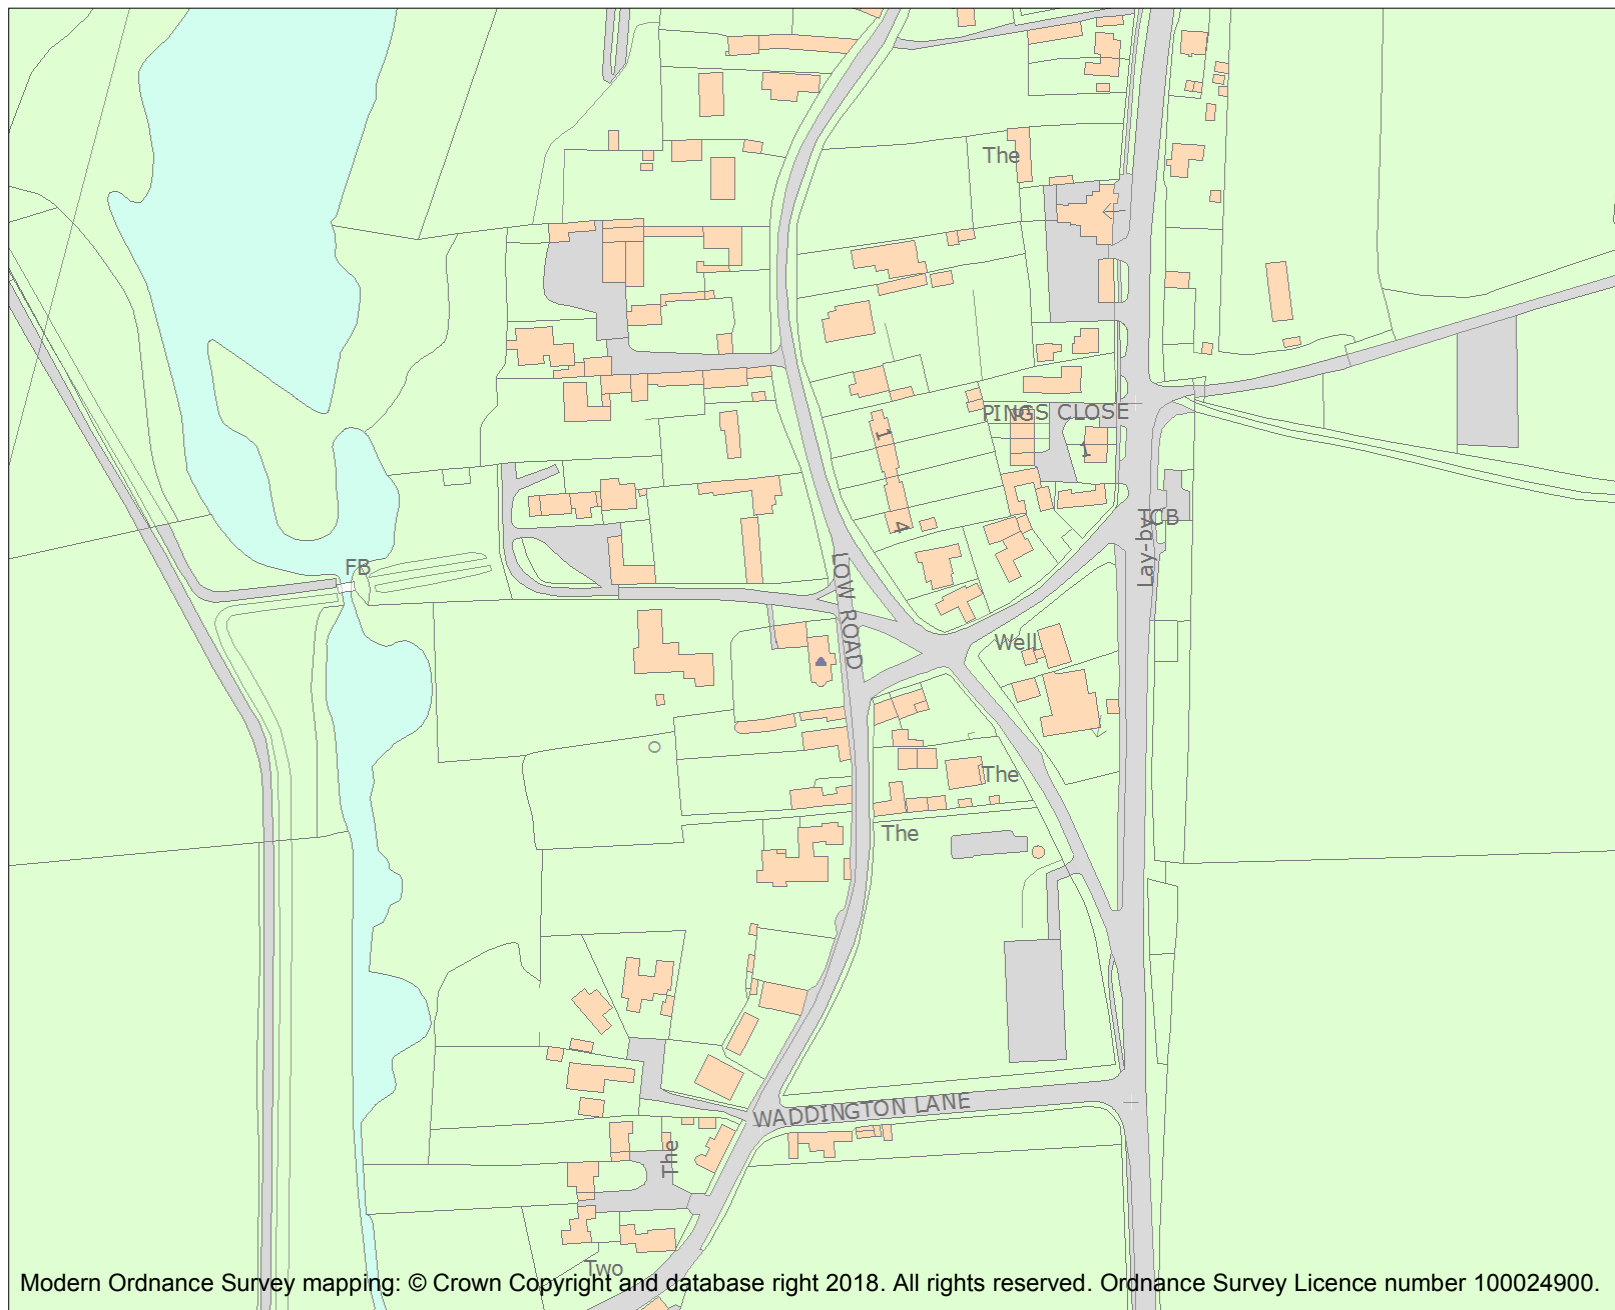 The
PINGS CLOSE
1
1
4
TCB
Lay-by
FB
LOW ROAD
Well
The
The
WADDINGTON LANE
The
Two
Modern Ordnance Survey mapping: © Crown Copyright and database right 2018. All rights reserved. Ordnance Survey Licence number 100024900.